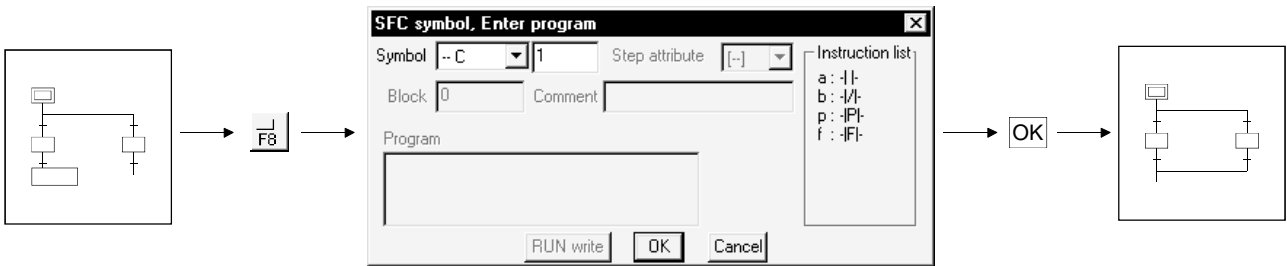 SFC symbol, Enter program
Symbol -- C 1 Step attribute [--] Instruction list
a : -| |-
b : -|/|-
p : -|P|-
f : -|F|-
Block 0 Comment
Program
RUN write OK Cancel
F8
OK